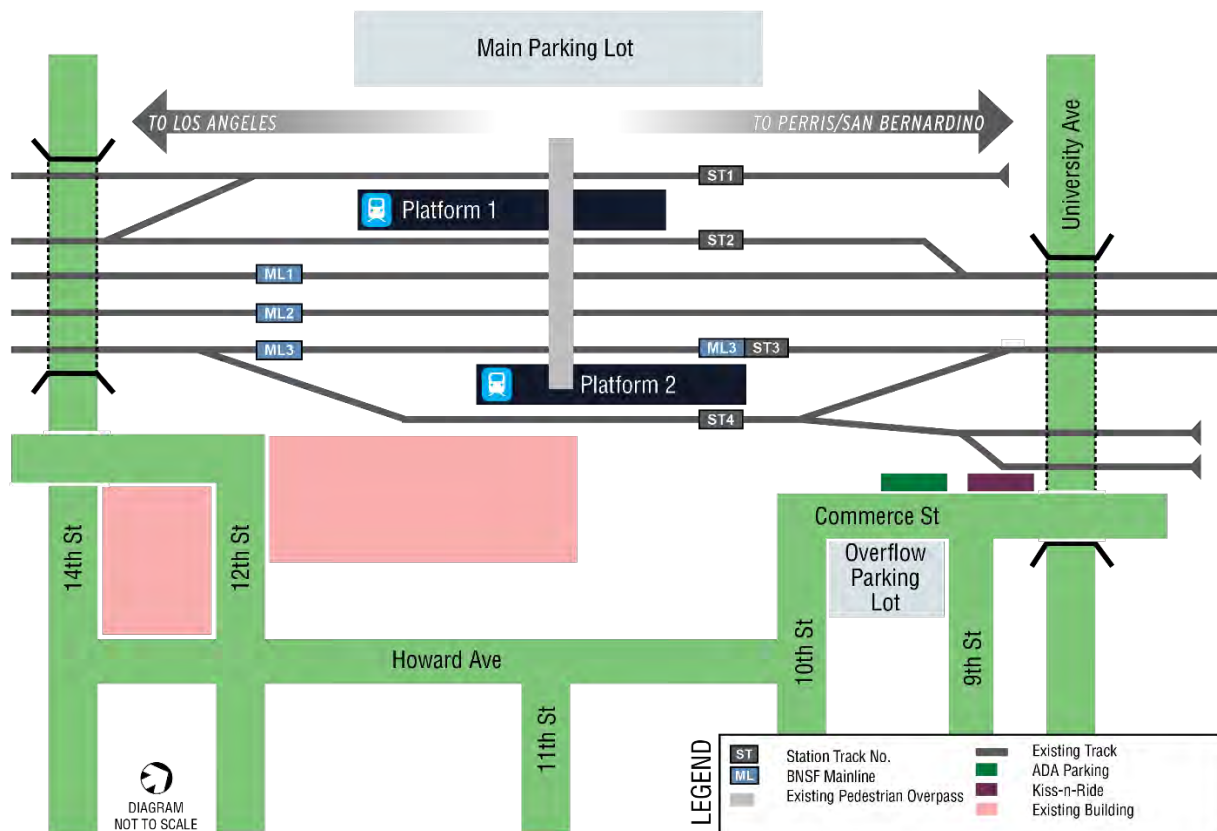 Main Parking Lot
TO LOS ANGELES
TO PERRIS/SAN BERNARDINO
University Ave
ST1
Platform 1
ST2
ML1
ML2
ML3
ML3 ST3
Platform 2
ST4
Commerce St
14th St
12th St
Overflow
Parking
Lot
10th St
9th St
Howard Ave
11th St
DIAGRAM
NOT TO SCALE
LEGEND
ST Station Track No.
ML BNSF Mainline
Existing Pedestrian Overpass
Existing Building
Existing Track
ADA Parking
Kiss-n-Ride